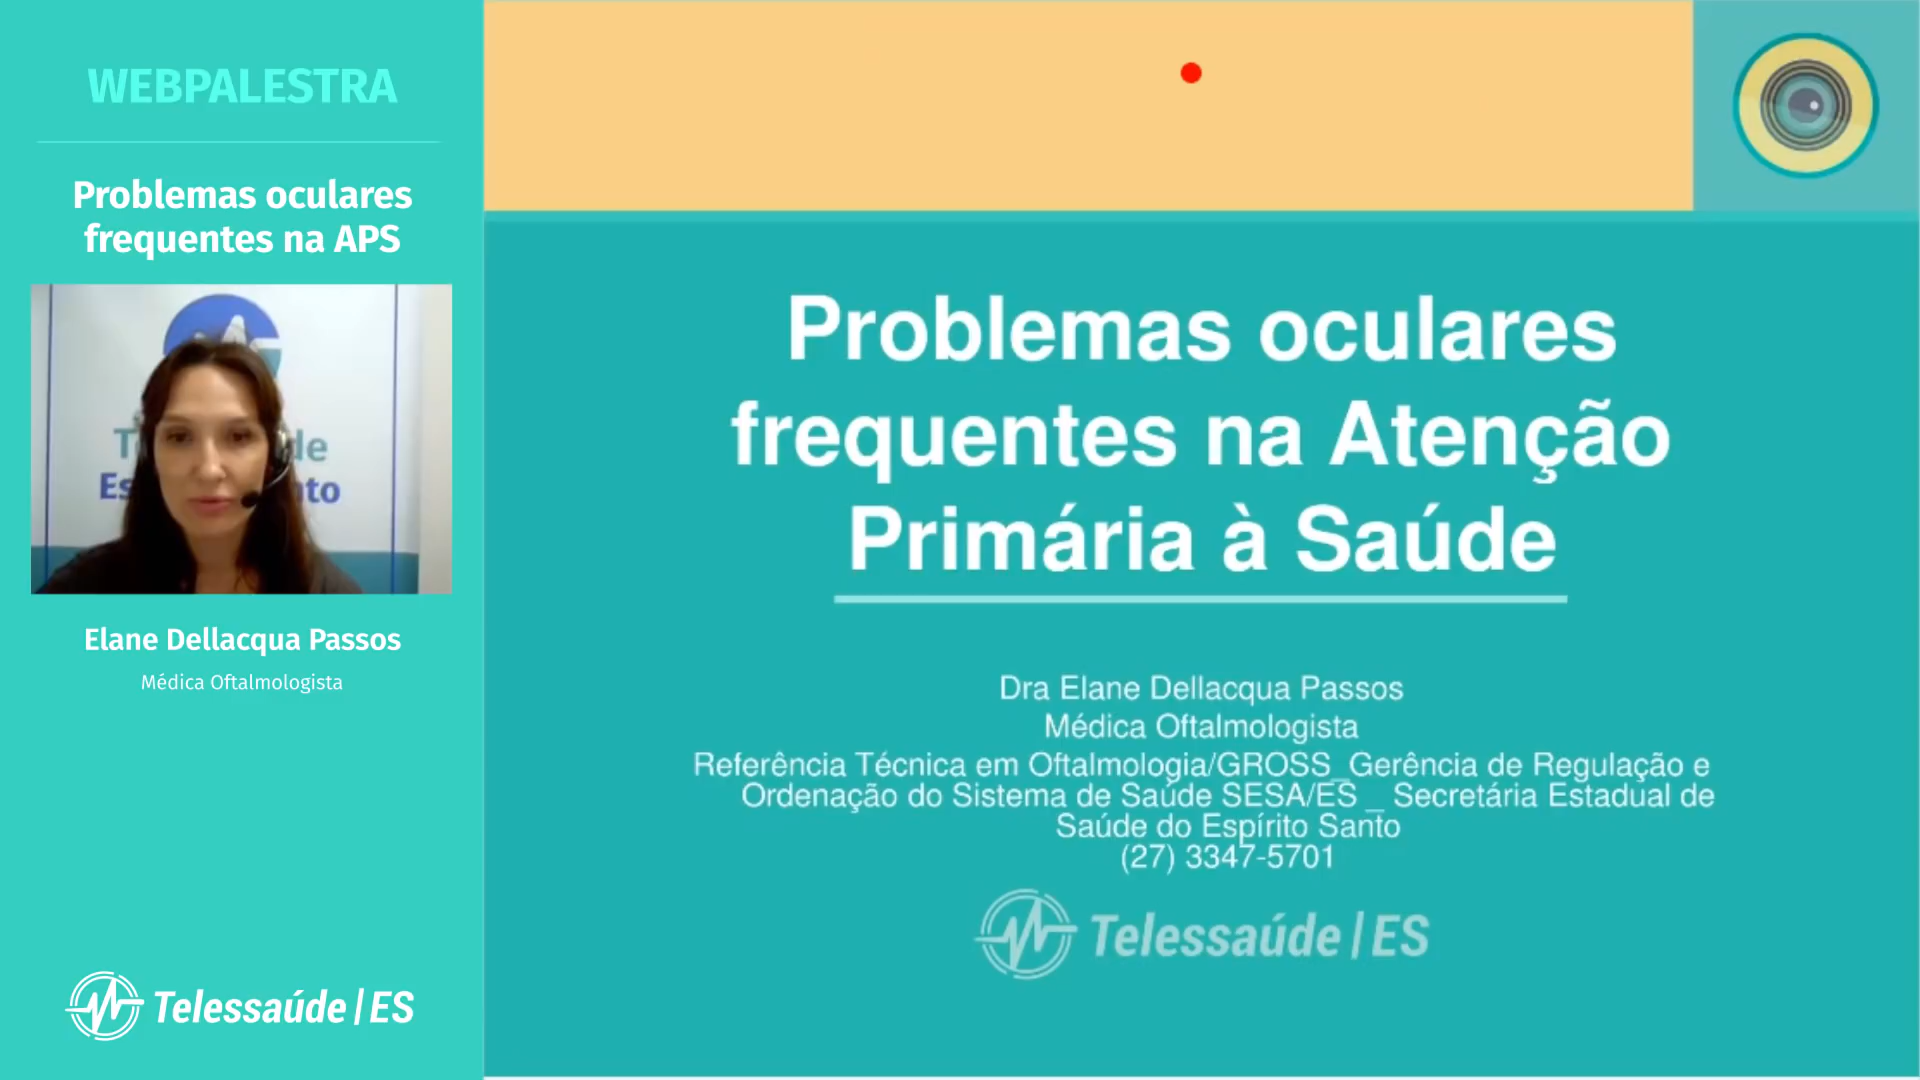 WEBPALESTRA
Problemas oculares
frequentes na APS
Elane Dellacqua Passos
Médica Oftalmologista
Telessaúde | ES
Problemas oculares
frequentes na Atenção
Primária à Saúde
Dra Elane Dellacqua Passos
Médica Oftalmologista
Referência Técnica em Oftalmologia/GROSS_Gerência de Regulação e
Ordenação do Sistema de Saúde SESA/ES _ Secretária Estadual de
Saúde do Espírito Santo
(27) 3347-5701
Telessaúde | ES